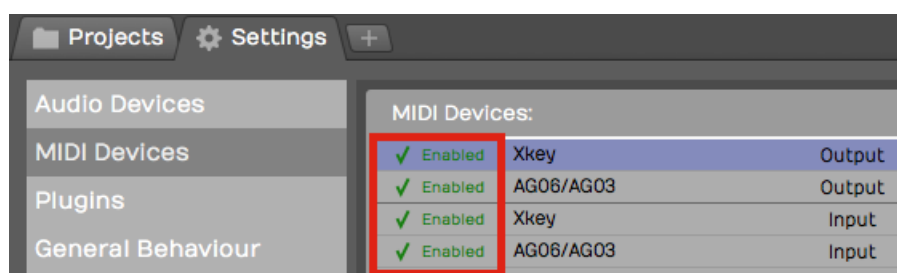 Projects Settings +
Audio Devices
MIDI Devices
Plugins
General Behaviour
MIDI Devices:
Enabled Xkey Output
Enabled AG06/AG03 Output
Enabled Xkey Input
Enabled AG06/AG03 Input